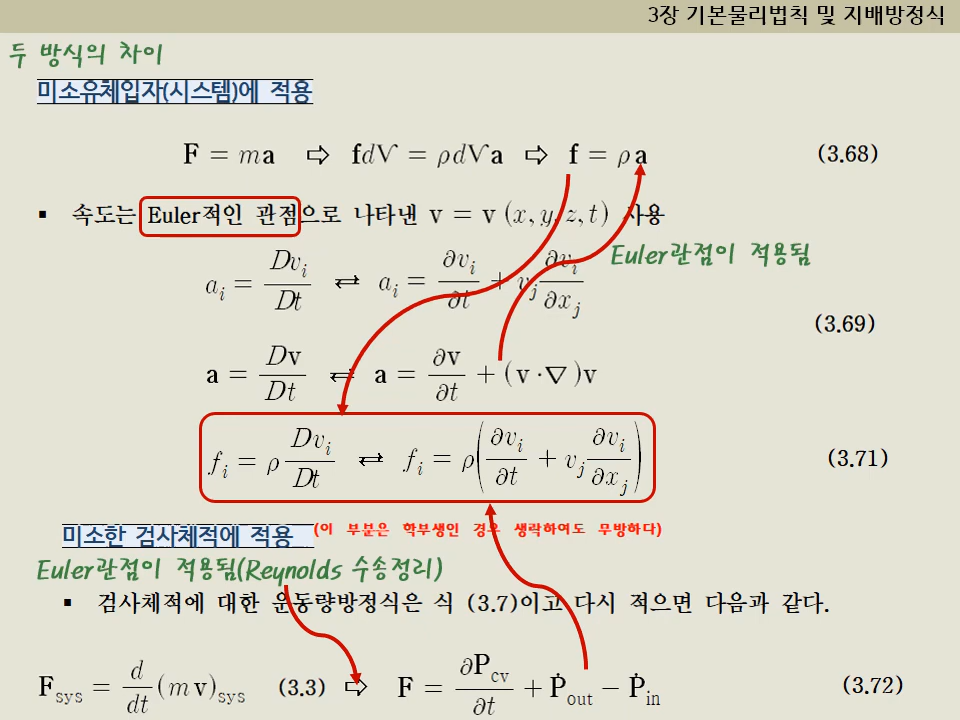 3장 기본물리법칙 및 지배방정식
두 방식의 차이
미소유체입자(시스템)에 적용
F = ma ⇨ fdV = ρdVa ⇨ f = ρa (3.68)
▪ 속도는 Euler적인 관점으로 나타낸 v = v (x, y, z, t) 사용
Euler관점이 적용됨
a_i = Dv_i/Dt ⇄ a_i = ∂v_i/∂t + v_j ∂v_i/∂x_j
(3.69)
a = Dv/Dt ⇄ a = ∂v/∂t + (v·∇)v
f_i = ρ Dv_i/Dt ⇄ f_i = ρ(∂v_i/∂t + v_j ∂v_i/∂x_j) (3.71)
미소한 검사체적에 적용 (이 부분은 학부생인 경우 생략하여도 무방하다)
Euler관점이 적용됨(Reynolds 수송정리)
▪ 검사체적에 대한 운동량방정식은 식 (3.7)이고 다시 적으면 다음과 같다.
F_sys = d/dt (mv)_sys (3.3) ⇨ F = ∂P_cv/∂t + Ṗ_out − Ṗ_in (3.72)